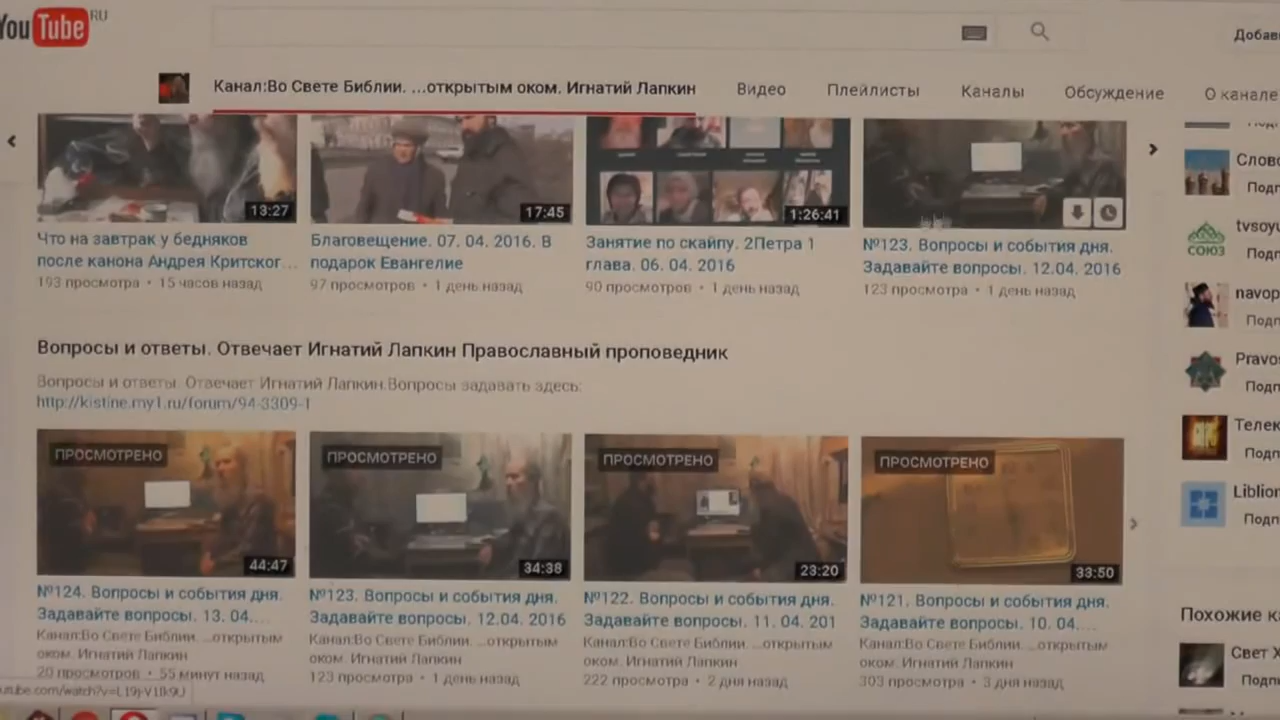 YouTube RU
Добав
Канал:Во Свете Библии. ...открытым оком. Игнатий Лапкин
Видео
Плейлисты
Каналы
Обсуждение
О канале
13:27
17:45
1:26:41
Что на завтрак у бедняков
после канона Андрея Критског...
193 просмотра • 15 часов назад
Благовещение. 07. 04. 2016. В
подарок Евангелие
97 просмотров • 1 день назад
Занятие по скайпу. 2Петра 1
глава. 06. 04. 2016
90 просмотров • 1 день назад
№123. Вопросы и события дня.
Задавайте вопросы. 12.04. 2016
123 просмотра • 1 день назад
Слово
Подп
СОЮЗ
tvsoyu
Подп
navop
Подп
Pravos
Подп
Телек
Подп
Liblion
Подп
Вопросы и ответы. Отвечает Игнатий Лапкин Православный проповедник
Вопросы и ответы. Отвечает Игнатий Лапкин.Вопросы задавать здесь:
http://kistine.my1.ru/forum/94-3309-1
ПРОСМОТРЕНО
44:47
ПРОСМОТРЕНО
34:38
ПРОСМОТРЕНО
23:20
ПРОСМОТРЕНО
33:50
№124. Вопросы и события дня.
Задавайте вопросы. 13. 04....
Канал:Во Свете Библии. ...открытым
оком. Игнатий Лапкин
20 просмотров • 55 минут назад
№123. Вопросы и события дня.
Задавайте вопросы. 12.04. 2016
Канал:Во Свете Библии. ...открытым
оком. Игнатий Лапкин
123 просмотра • 1 день назад
№122. Вопросы и события дня.
Задавайте вопросы. 11. 04. 201
Канал:Во Свете Библии. ...открытым
оком. Игнатий Лапкин
222 просмотра • 2 дня назад
№121. Вопросы и события дня.
Задавайте вопросы. 10. 04....
Канал:Во Свете Библии. ...открытым
оком. Игнатий Лапкин
303 просмотра • 3 дня назад
Похожие ка
Свет Х
Подп